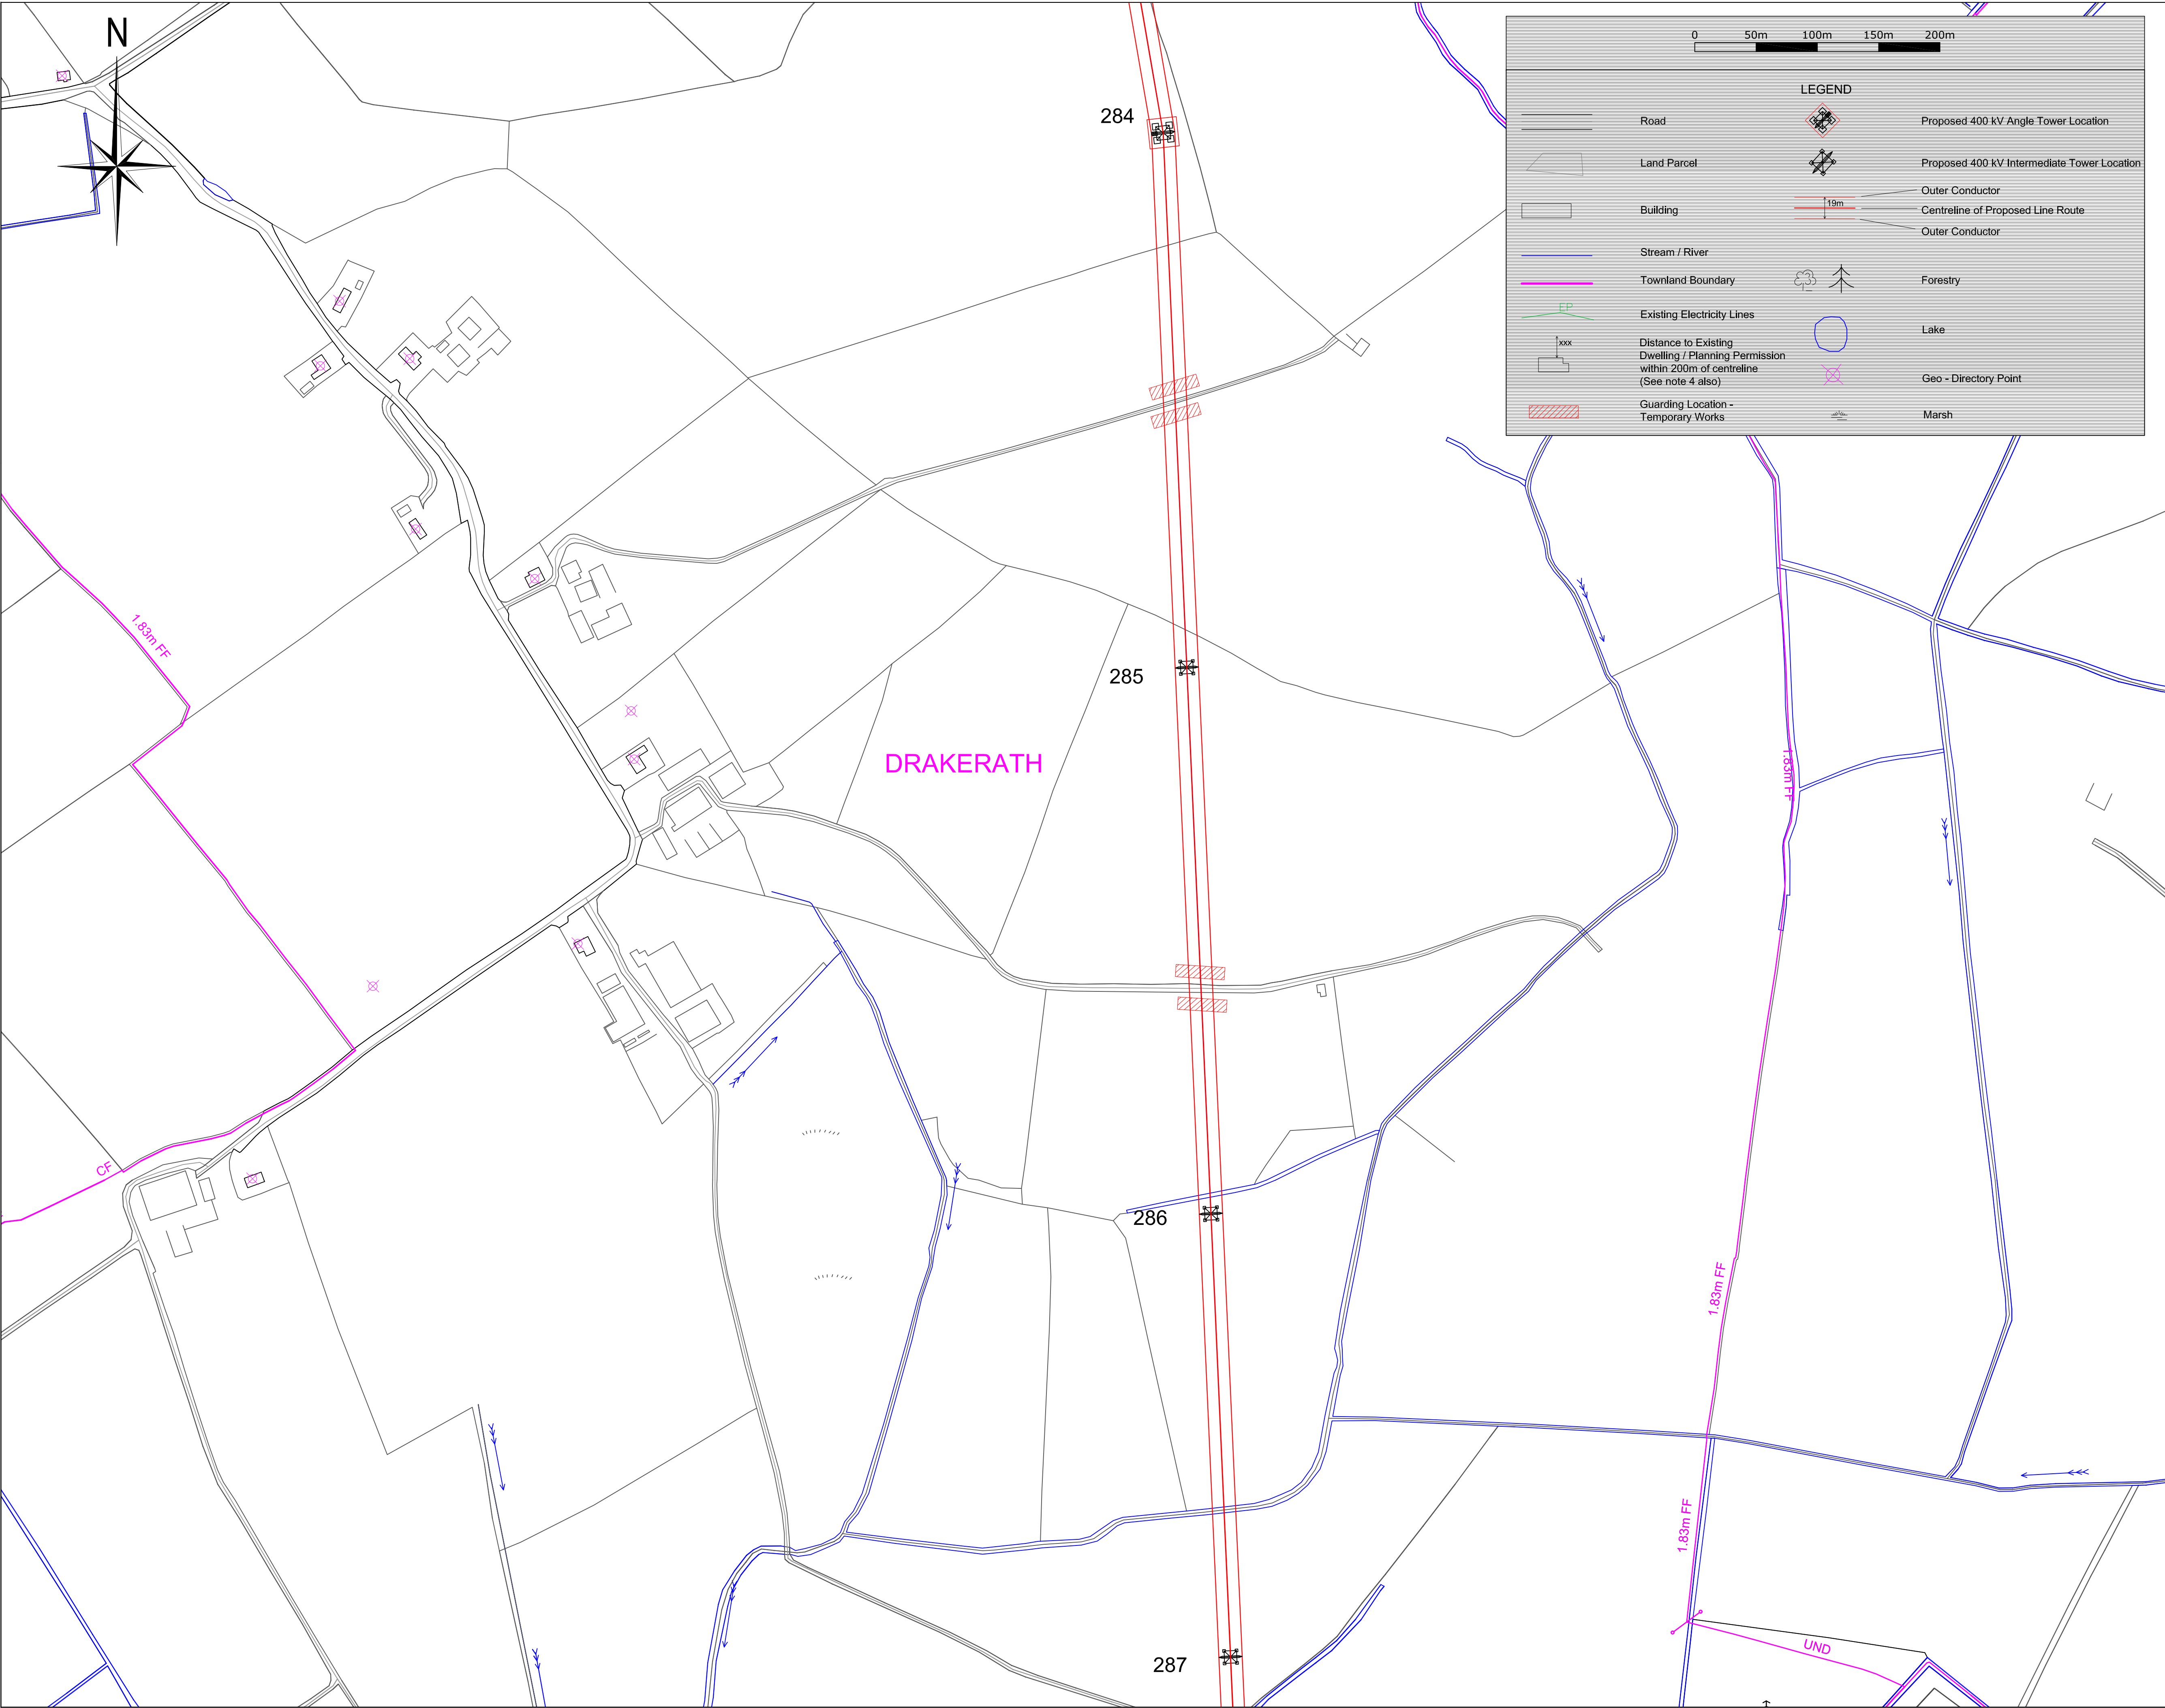 N
0 50m 100m 150m 200m
LEGEND
Road
Proposed 400 kV Angle Tower Location
Land Parcel
Proposed 400 kV Intermediate Tower Location
Building
19m
Outer Conductor
Centreline of Proposed Line Route
Outer Conductor
Stream / River
Townland Boundary
Forestry
EP
Existing Electricity Lines
Lake
xxx
Distance to Existing
Dwelling / Planning Permission
within 200m of centreline
(See note 4 also)
Geo - Directory Point
Guarding Location -
Temporary Works
Marsh
284
1.83m FF
285
DRAKERATH
1.83m FF
CF
286
1.83m FF
1.83m FF
UND
287